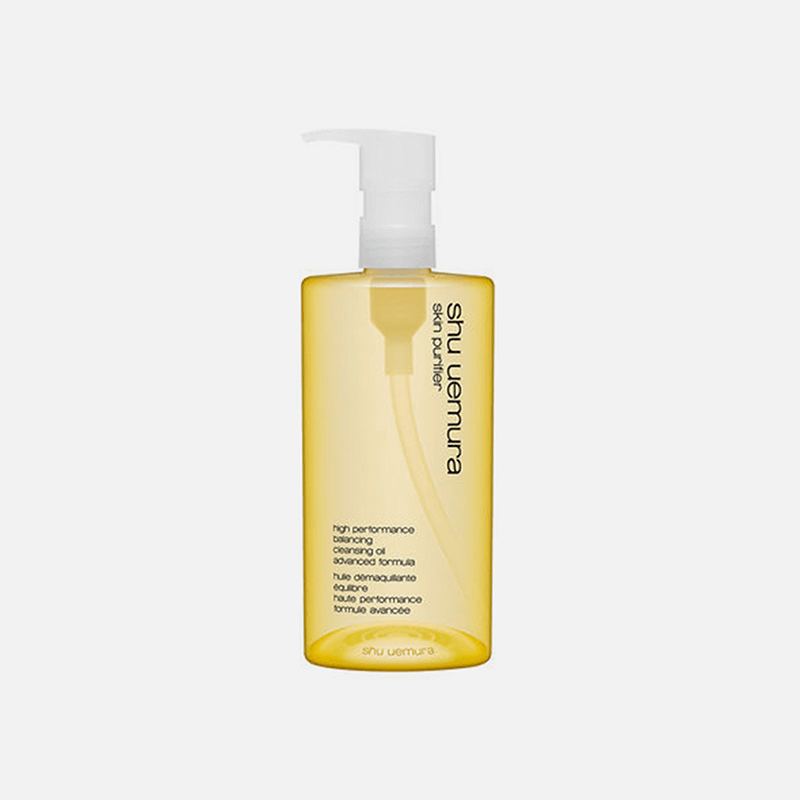 shu uemura
skin purifier
high performance
balancing
cleansing oil
advanced formula
huile démaquillante
équilibre
haute performance
formule avancée
shu uemura